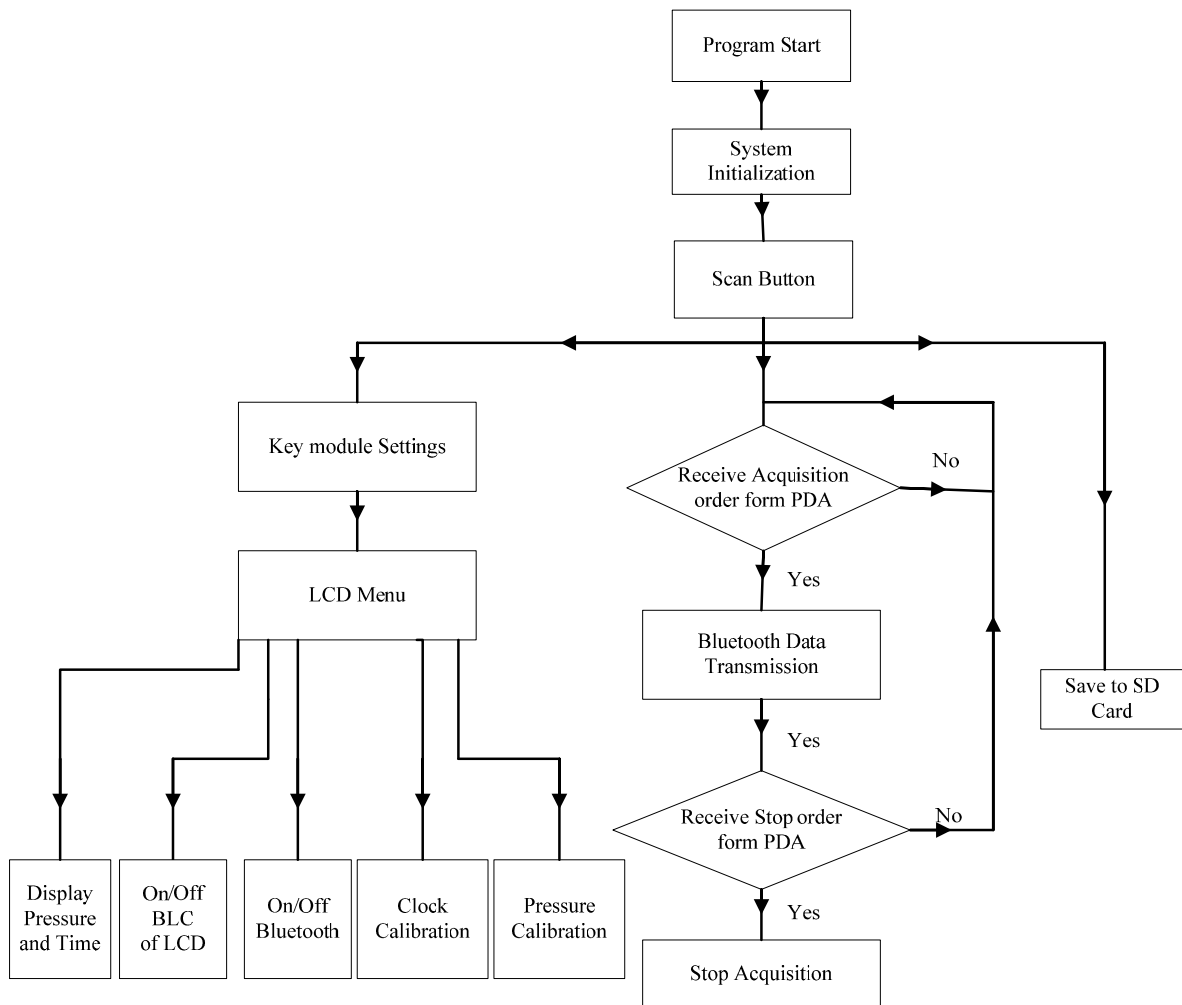 Program Start
System
Initialization
Scan Button
Key module Settings
Receive Acquisition
order form PDA
No
LCD Menu
Yes
Bluetooth Data
Transmission
Save to SD
Card
Yes
Receive Stop order
form PDA
No
Display
Pressure
and Time
On/Off
BLC
of LCD
On/Off
Bluetooth
Clock
Calibration
Pressure
Calibration
Yes
Stop Acquisition